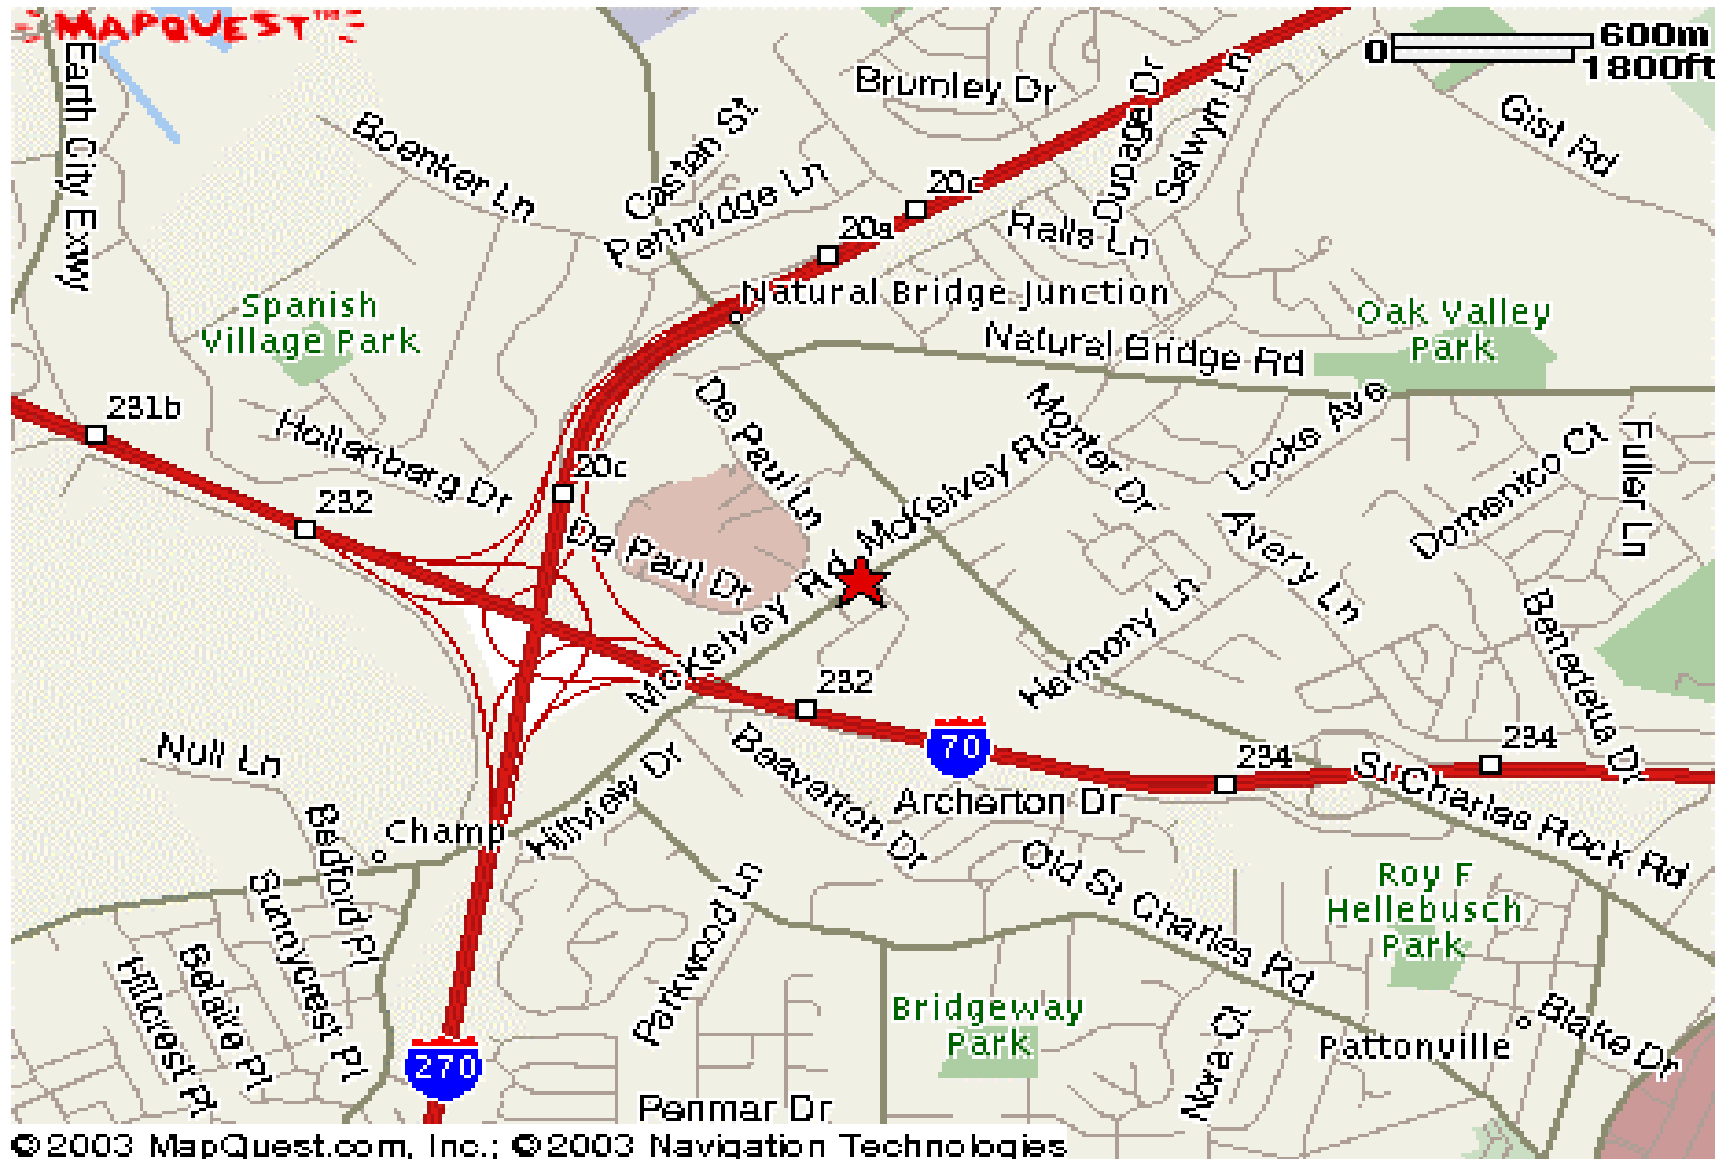 MAPQUEST™
0 600m
1800ft
Earth City Exwy
Boenker Ln
Casten St
Brumley Dr
Dupage Dr
Selwyn Ln
Gist Rd
Pennridge Ln
20c
20a
Ralls Ln
Natural Bridge Junction
Spanish
Village Park
Oak Valley
Park
Natural Bridge Rd
231b
Hollenberg Dr
De Paul Ln
McKelvey Rd
Monter Dr
Locke Ave
Domenico Ct
Fuller Ln
232
20c
De Paul Dr
McKelvey Rd
Avery Ln
Harmony Ln
Benedetta Dr
232
70
234
234
Null Ln
Hillview Dr
Beaverton Dr
Archerton Dr
St Charles Rock Rd
Champ
Bedford Pl
Sunnycrest Pl
Belaire Pl
Hillcrest Pl
Parkwood Ln
Old St Charles Rd
Roy F
Hellebusch
Park
Bridgeway
Park
Nora Ct
Pattonville
Blake Dr
270
Penmar Dr
©2003 MapQuest.com, Inc.; ©2003 Navigation Technologies